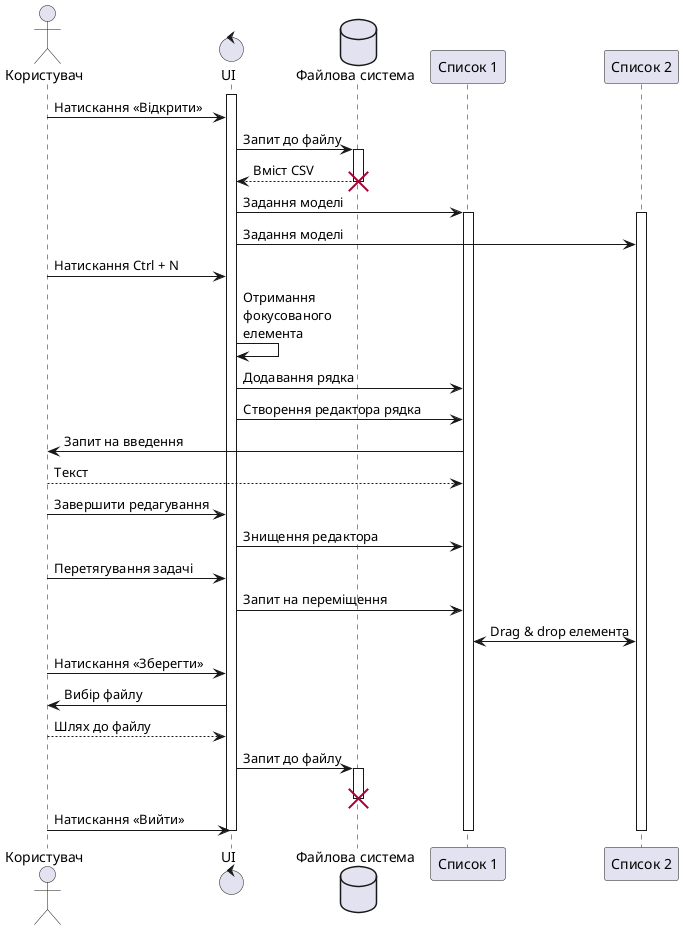 Користувач
UI
Файлова система
Список 1
Список 2
Натискання «Відкрити»
Запит до файлу
Вміст CSV
Задання моделі
Задання моделі
Натискання Ctrl + N
Отримання
фокусованого
елемента
Додавання рядка
Створення редактора рядка
Запит на введення
Текст
Завершити редагування
Знищення редактора
Перетягування задачі
Запит на переміщення
Drag & drop елемента
Натискання «Зберегти»
Вибір файлу
Шлях до файлу
Запит до файлу
Натискання «Вийти»
Користувач
UI
Файлова система
Список 1
Список 2